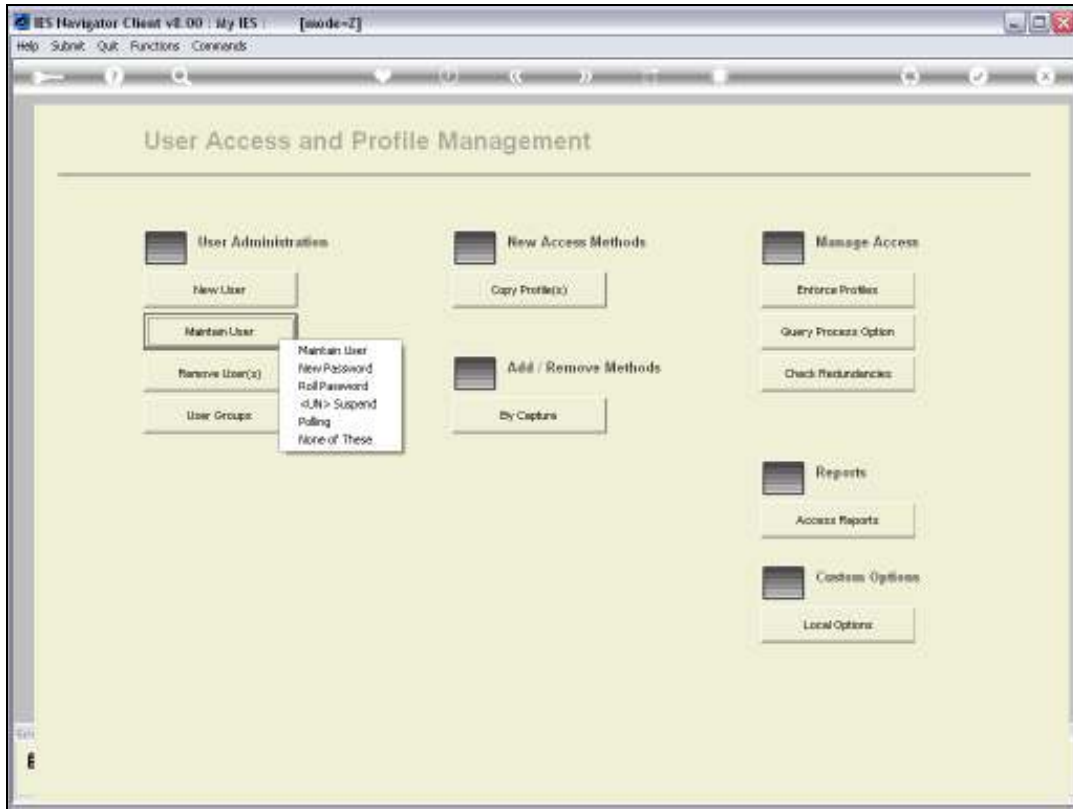 IES Navigator Client v8.00 : My IES : [mode=Z]
Help Submit Quit Functions Commands
User Access and Profile Management
User Administration
New User
Maintain User
Remove User(s)
User Groups
Maintain User
New Password
Roll Password
<UN> Suspend
Polling
None of These
New Access Methods
Copy Profile(s)
Add / Remove Methods
By Capture
Manage Access
Enforce Profiles
Query Process Option
Check Redundancies
Reports
Access Reports
Custom Options
Local Options